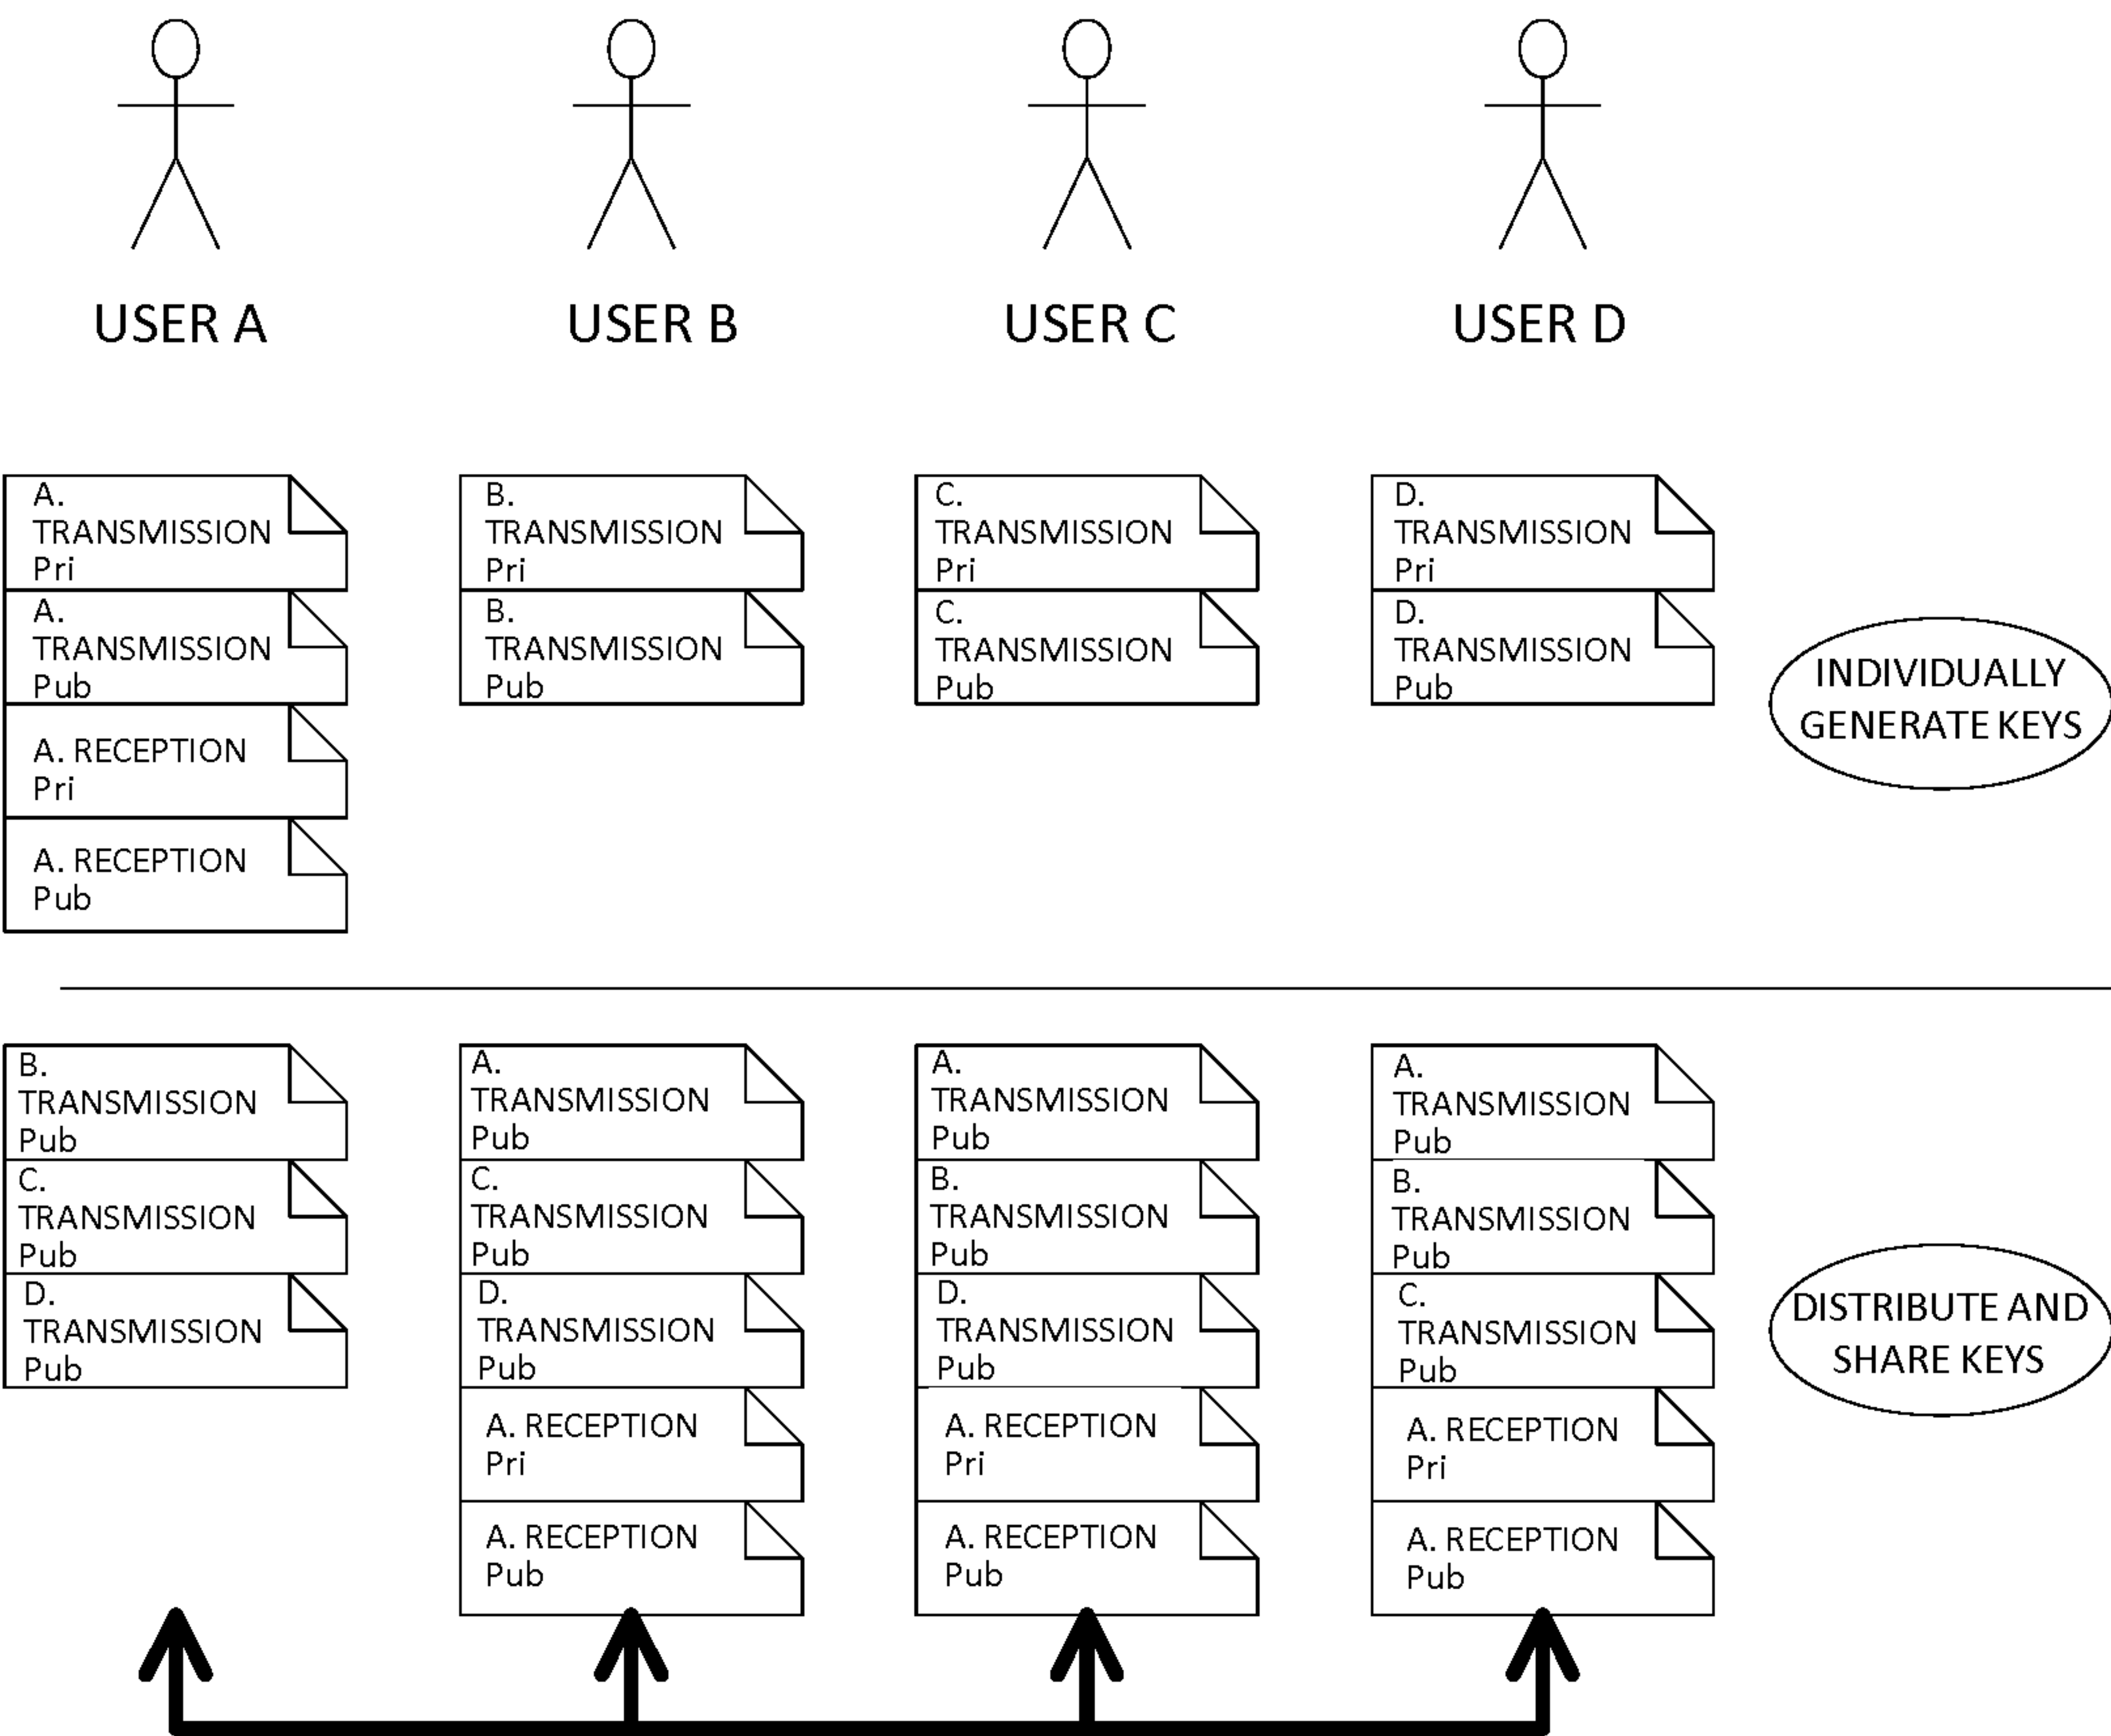 USER A
USER B
USER C
USER D
A.
TRANSMISSION
Pri
A.
TRANSMISSION
Pub
A. RECEPTION
Pri
A. RECEPTION
Pub
B.
TRANSMISSION
Pri
B.
TRANSMISSION
Pub
C.
TRANSMISSION
Pri
C.
TRANSMISSION
Pub
D.
TRANSMISSION
Pri
D.
TRANSMISSION
Pub
INDIVIDUALLY
GENERATE KEYS
B.
TRANSMISSION
Pub
C.
TRANSMISSION
Pub
D.
TRANSMISSION
Pub
A.
TRANSMISSION
Pub
C.
TRANSMISSION
Pub
D.
TRANSMISSION
Pub
A. RECEPTION
Pri
A. RECEPTION
Pub
A.
TRANSMISSION
Pub
B.
TRANSMISSION
Pub
D.
TRANSMISSION
Pub
A. RECEPTION
Pri
A. RECEPTION
Pub
A.
TRANSMISSION
Pub
B.
TRANSMISSION
Pub
C.
TRANSMISSION
Pub
A. RECEPTION
Pri
A. RECEPTION
Pub
DISTRIBUTE AND
SHARE KEYS